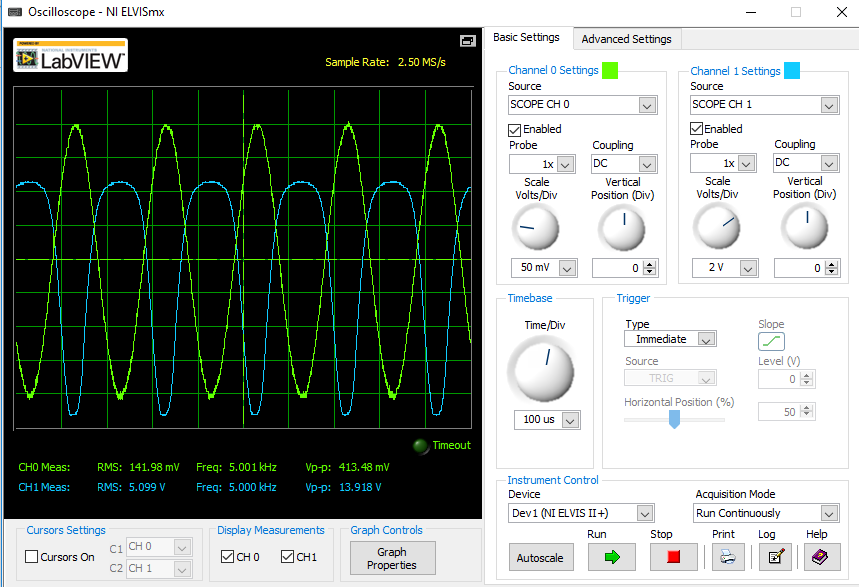 Oscilloscope - NI ELVISmx
POWERED BY
NATIONAL INSTRUMENTS
LabVIEW™
Sample Rate: 2.50 MS/s
Timeout
CH0 Meas: RMS: 141.98 mV Freq: 5.001 kHz Vp-p: 413.48 mV
CH1 Meas: RMS: 5.099 V Freq: 5.000 kHz Vp-p: 13.918 V
Cursors Settings
Cursors On
C1 CH 0
C2 CH 1
Display Measurements
CH 0 CH1
Graph Controls
Graph
Properties
Basic Settings Advanced Settings
Channel 0 Settings
Source
SCOPE CH 0
Enabled
Probe Coupling
1x DC
Scale Vertical
Volts/Div Position (Div)
50 mV 0
Channel 1 Settings
Source
SCOPE CH 1
Enabled
Probe Coupling
1x DC
Scale Vertical
Volts/Div Position (Div)
2 V 0
Timebase
Time/Div
100 us
Trigger
Type Slope
Immediate
Source Level (V)
TRIG 0
Horizontal Position (%)
50
Instrument Control
Device Acquisition Mode
Dev1 (NI ELVIS II+) Run Continuously
Run Stop Print Log Help
Autoscale